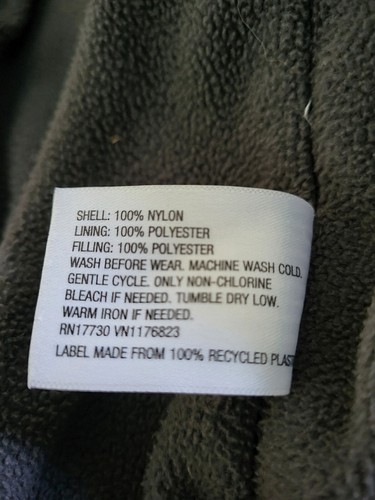 SHELL: 100% NYLON
LINING: 100% POLYESTER
FILLING: 100% POLYESTER
WASH BEFORE WEAR. MACHINE WASH COLD.
GENTLE CYCLE. ONLY NON-CHLORINE
BLEACH IF NEEDED. TUMBLE DRY LOW.
WARM IRON IF NEEDED.
RN17730 VN1176823
LABEL MADE FROM 100% RECYCLED PLAS